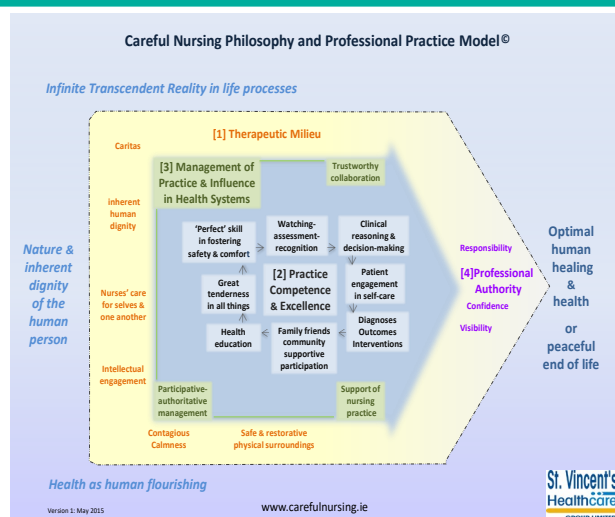 Careful Nursing Philosophy and Professional Practice Model©
Infinite Transcendent Reality in life processes
[1] Therapeutic Milieu
Caritas
[3] Management of
Practice & Influence
in Health Systems
Trustworthy
collaboration
inherent
human
dignity
'Perfect' skill
in fostering
safety & comfort
Watching-
assessment-
recognition
Clinical
reasoning &
decision-making
Nature &
inherent
dignity
of the
human
person
Great
tenderness
in all things
[2] Practice
Competence
& Excellence
Patient
engagement
in self-care
Responsibility
[4]Professional
Authority
Confidence
Visibility
Optimal
human
healing
&
health
or
peaceful
end of life
Nurses' care
for selves &
one another
Health
education
Family friends
community
supportive
participation
Diagnoses
Outcomes
Interventions
Intellectual
engagement
Participative-
authoritative
management
Support of
nursing
practice
Contagious
Calmness
Safe & restorative
physical surroundings
Health as human flourishing
Version 1: May 2015
www.carefulnursing.ie
St. Vincent's
Healthcare